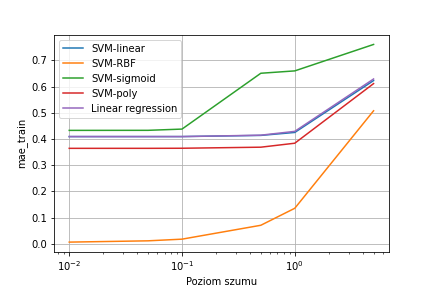 SVM-linear
SVM-RBF
SVM-sigmoid
SVM-poly
Linear regression
mae_train
0.7
0.6
0.5
0.4
0.3
0.2
0.1
0.0
10⁻² 10⁻¹ 10⁰
Poziom szumu